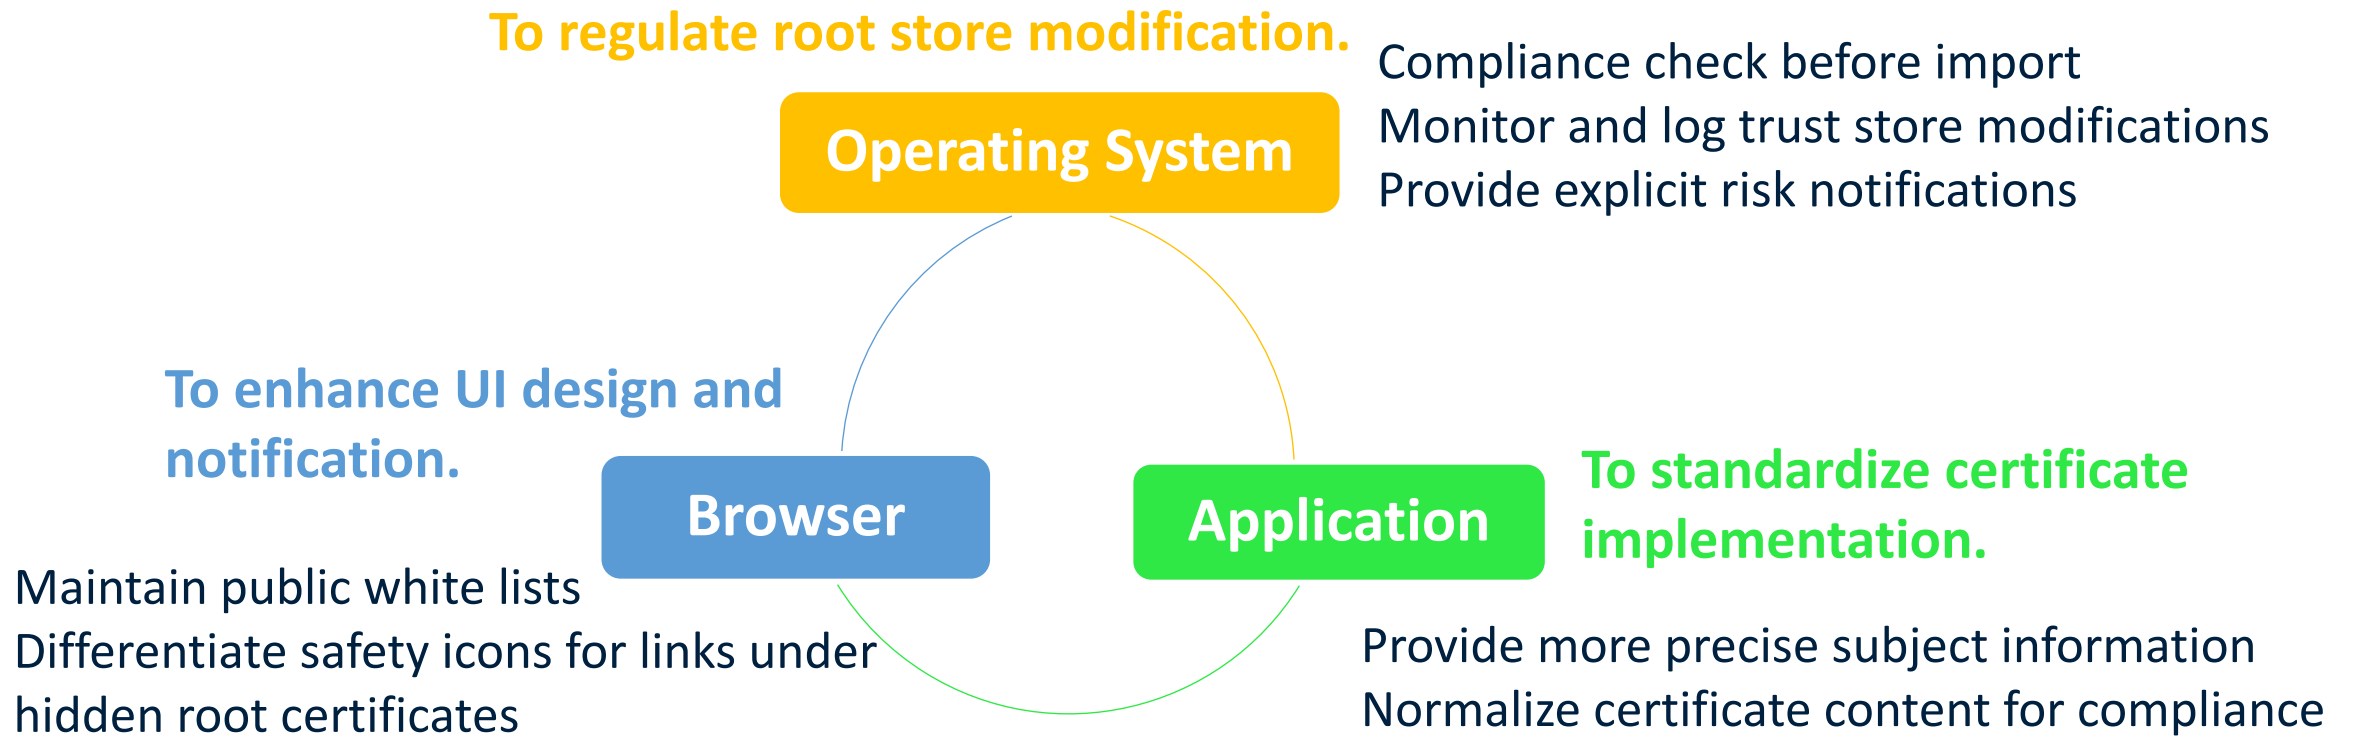 To regulate root store modification.
Operating System
Compliance check before import
Monitor and log trust store modifications
Provide explicit risk notifications
To enhance UI design and
notification.
Browser
Maintain public white lists
Differentiate safety icons for links under
hidden root certificates
Application
To standardize certificate
implementation.
Provide more precise subject information
Normalize certificate content for compliance